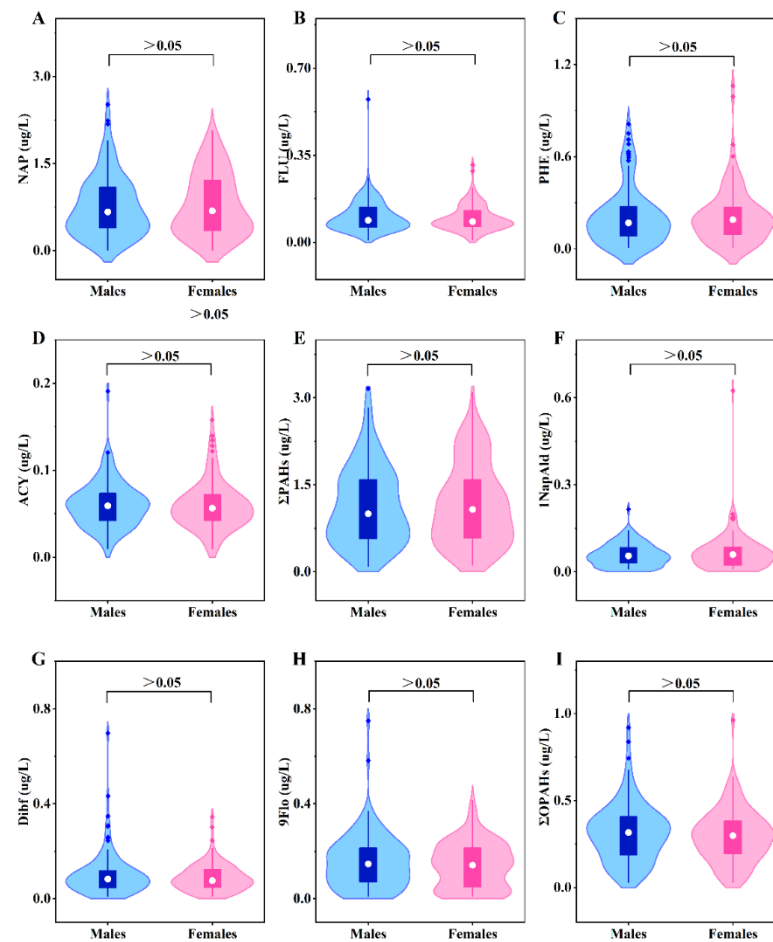 A
>0.05
NAP (ug/L)
3.0
1.5
0.0
Males Females
B
>0.05
FLU (ug/L)
0.70
0.35
0.00
Males Females
C
>0.05
PHE (ug/L)
1.2
0.6
0.0
Males Females
>0.05
D
>0.05
ACY (ug/L)
0.2
0.1
0.0
Males Females
E
>0.05
ΣPAHs (ug/L)
3.0
1.5
0.0
Males Females
F
>0.05
1NapAld (ug/L)
0.6
0.3
0.0
Males Females
G
>0.05
Dibf (ug/L)
0.8
0.4
0.0
Males Females
H
>0.05
9Flo (ug/L)
0.8
0.4
0.0
Males Females
I
>0.05
ΣOPAHs (ug/L)
1.0
0.5
0.0
Males Females